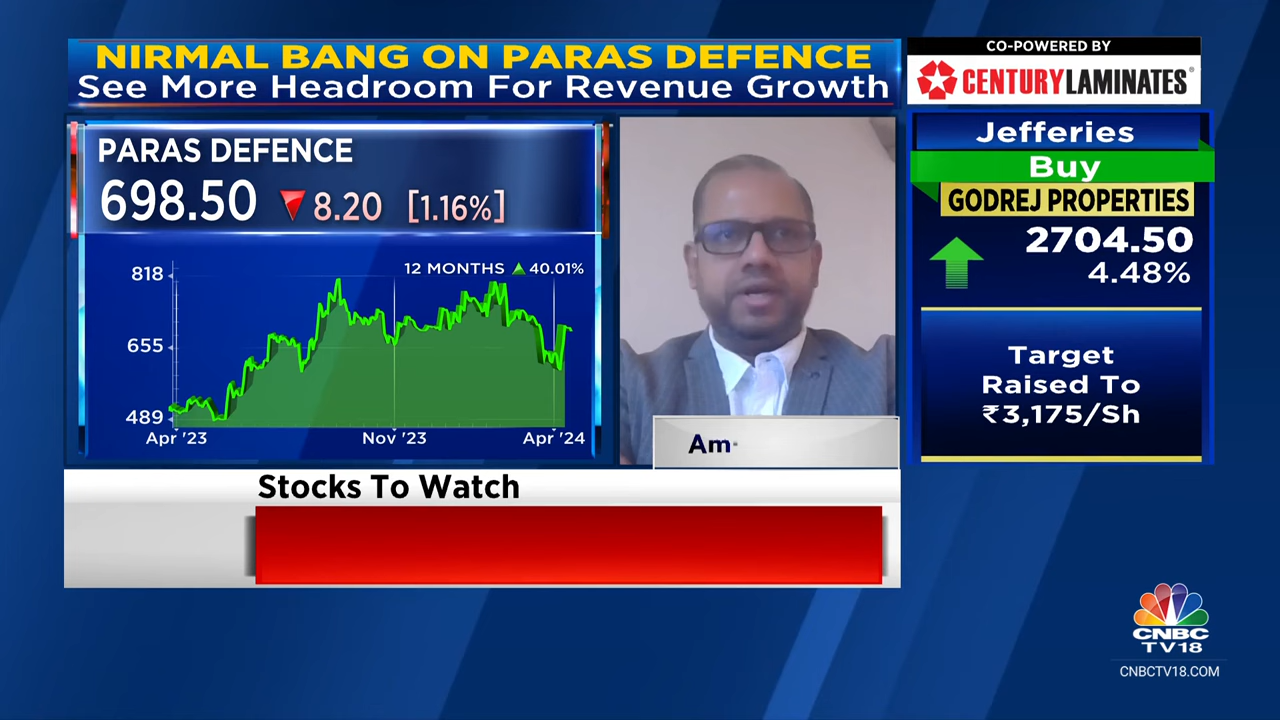 NIRMAL BANG ON PARAS DEFENCE
See More Headroom For Revenue Growth
PARAS DEFENCE
698.50 ▼ 8.20 [1.16%]
12 MONTHS ▲ 40.01%
818
655
489
Apr '23 Nov '23 Apr '24
Am
Stocks To Watch
CO-POWERED BY
CENTURYLAMINATES®
Jefferies
Buy
GODREJ PROPERTIES
2704.50
4.48%
Target
Raised To
₹3,175/Sh
CNBC
TV18
CNBCTV18.COM